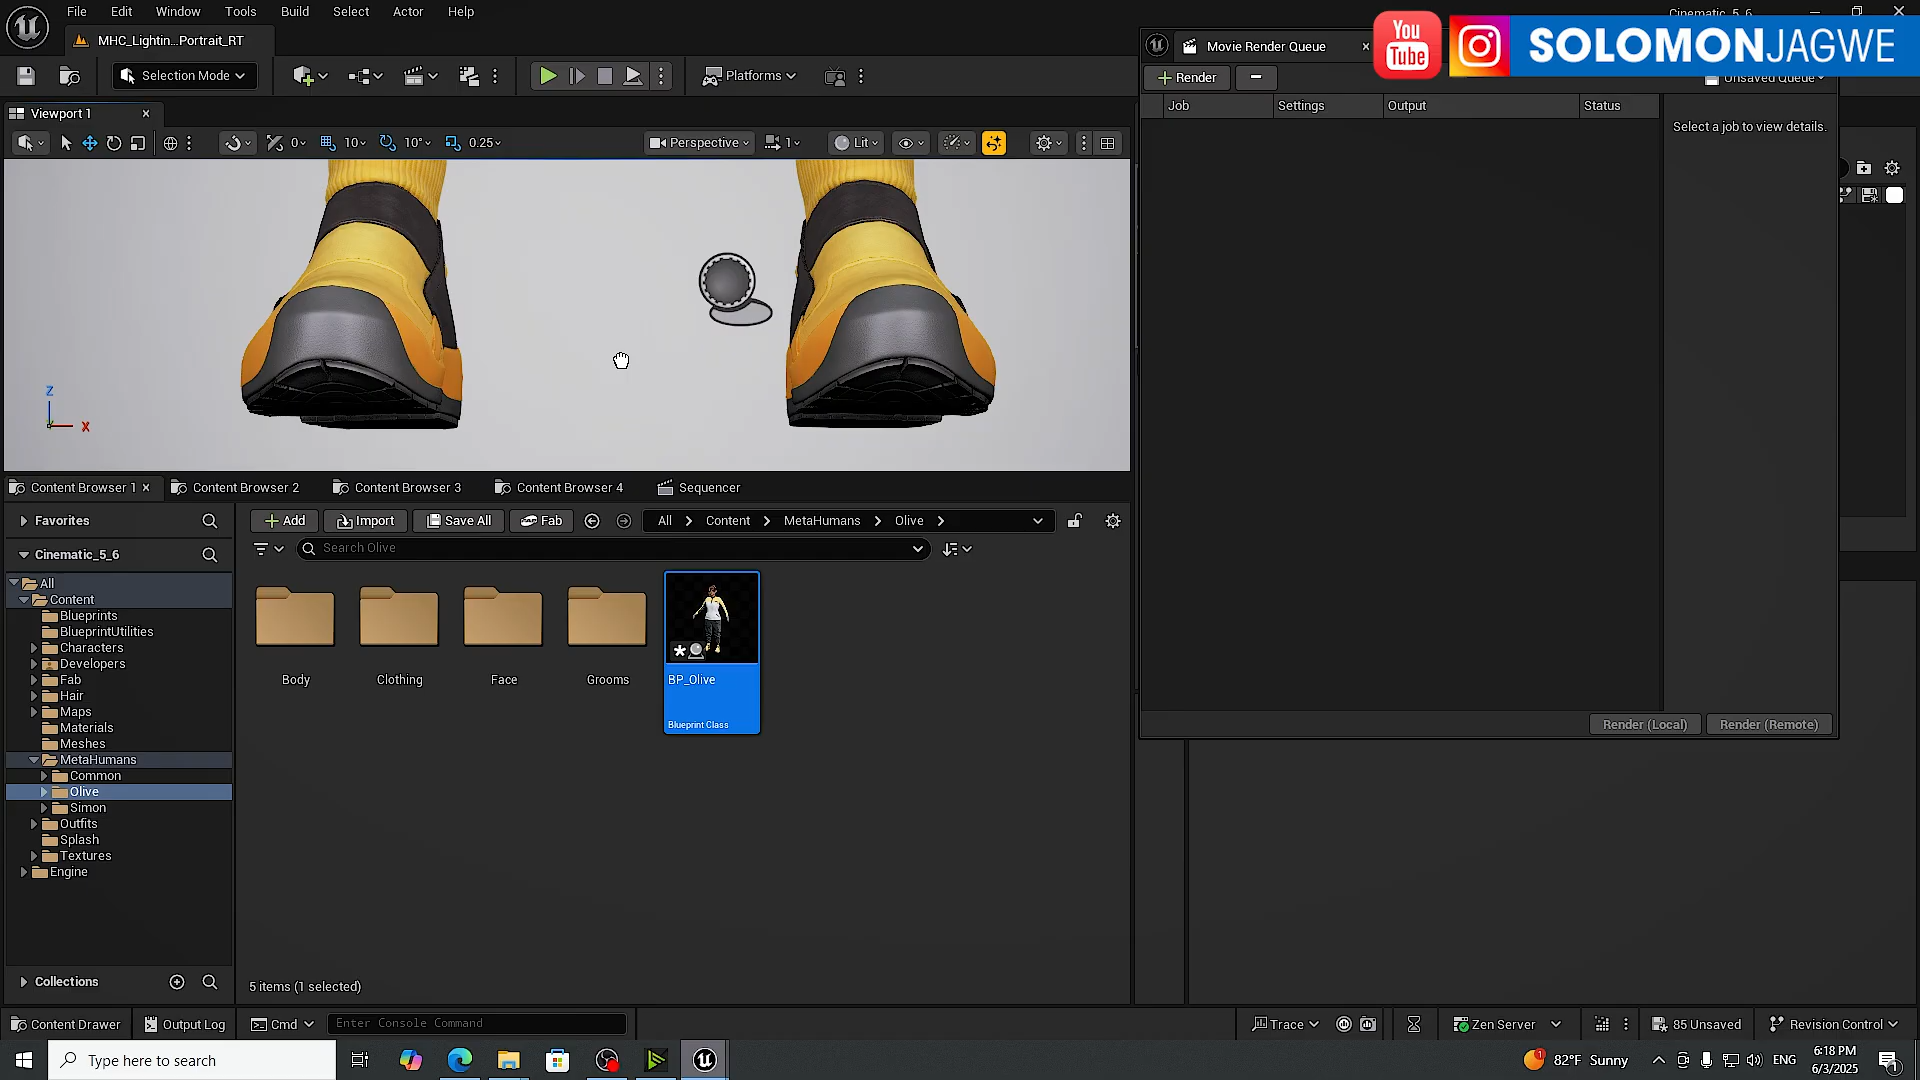 File Edit Window Tools Build Select Actor Help
Cinematic_5_6
MHC_Lightin...Portrait_RT
Movie Render Queue
You Tube
SOLOMONJAGWE
Selection Mode
Platforms
Render
Unsaved Queue
Viewport 1
Job Settings Output Status
Select a job to view details.
0 10 10° 0.25 Perspective 1 Lit
Z
X
Content Browser 1 Content Browser 2 Content Browser 3 Content Browser 4 Sequencer
Favorites
Add Import Save All Fab All Content MetaHumans Olive
Cinematic_5_6
Search Olive
All
Content
Blueprints
BlueprintUtilities
Characters
Developers
Fab
Hair
Maps
Materials
Meshes
MetaHumans
Common
Olive
Simon
Outfits
Splash
Textures
Engine
Body Clothing Face Grooms BP_Olive
Blueprint Class
Render (Local) Render (Remote)
Collections
5 items (1 selected)
Content Drawer Output Log Cmd Enter Console Command Trace Zen Server 85 Unsaved Revision Control
Type here to search
1
82°F Sunny
ENG
6:18 PM
6/3/2025
1